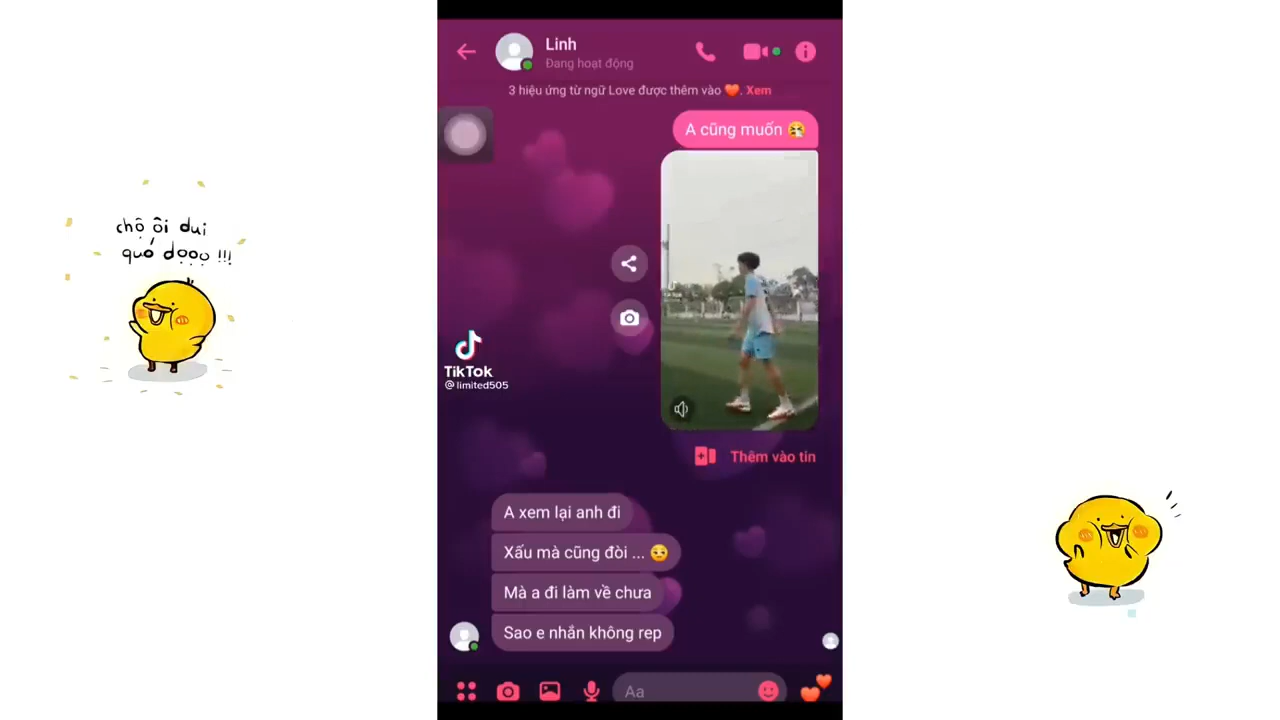 Linh
Đang hoạt động
3 hiệu ứng từ ngữ Love được thêm vào ❤️. Xem
A cũng muốn 🤧
chộ ôi dui
quó dọọọ !!!
TikTok
@limited505
Thêm vào tin
A xem lại anh đi
Xấu mà cũng đòi ... 😒
Mà a đi làm về chưa
Sao e nhắn không rep
Aa